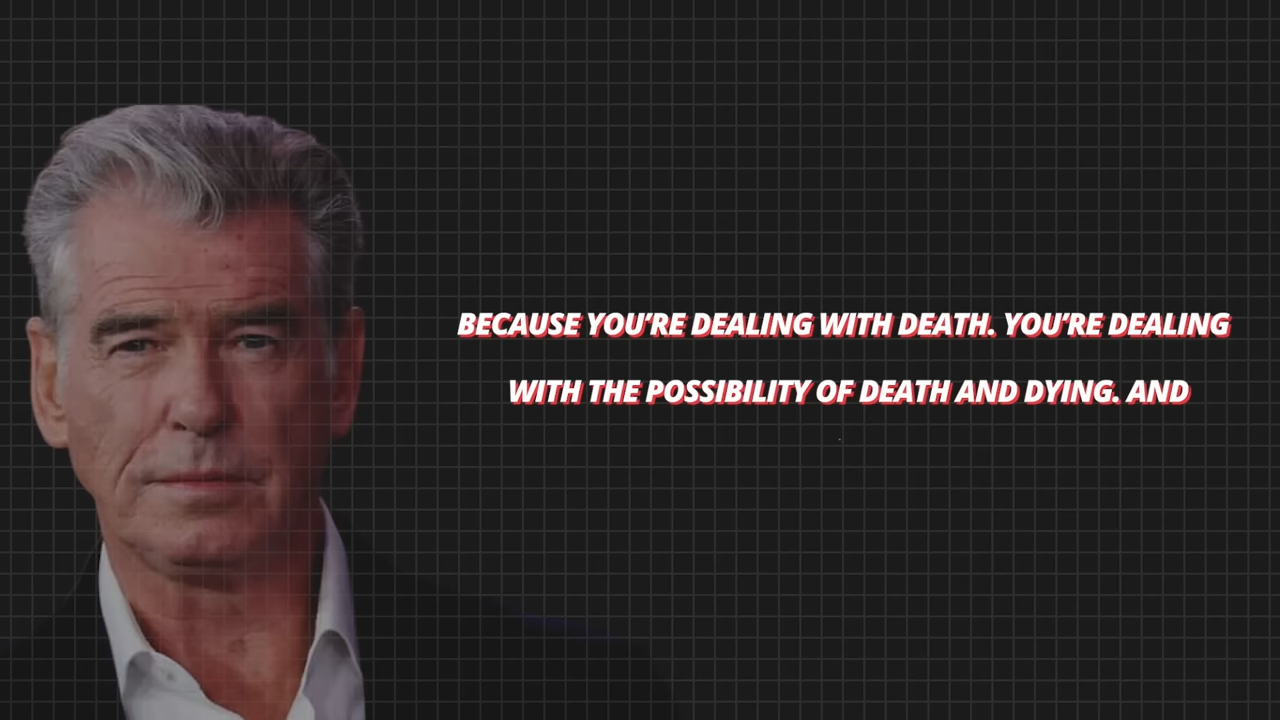 BECAUSE YOU'RE DEALING WITH DEATH. YOU'RE DEALING
WITH THE POSSIBILITY OF DEATH AND DYING. AND